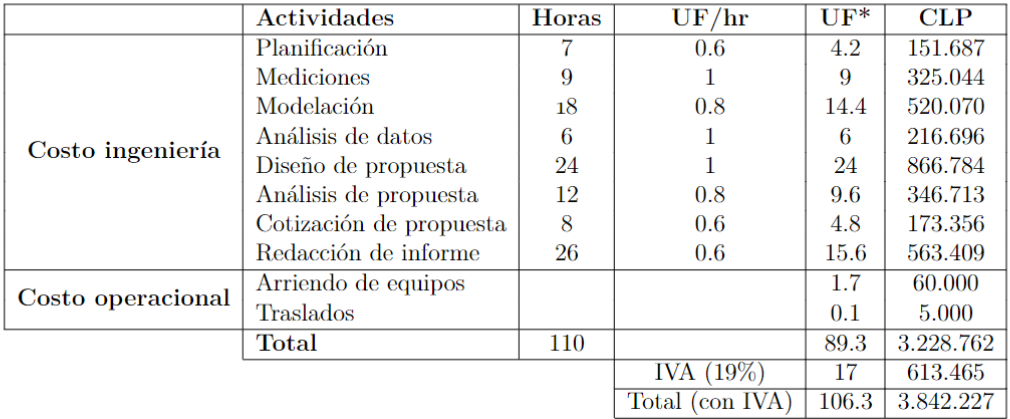 Actividades Horas UF/hr UF* CLP
Planificación 7 0.6 4.2 151.687
Mediciones 9 1 9 325.044
Modelación 18 0.8 14.4 520.070
Análisis de datos 6 1 6 216.696
Costo ingeniería
Diseño de propuesta 24 1 24 866.784
Análisis de propuesta 12 0.8 9.6 346.713
Cotización de propuesta 8 0.6 4.8 173.356
Redacción de informe 26 0.6 15.6 563.409
Arriendo de equipos 1.7 60.000
Costo operacional
Traslados 0.1 5.000
Total 110 89.3 3.228.762
IVA (19%) 17 613.465
Total (con IVA) 106.3 3.842.227